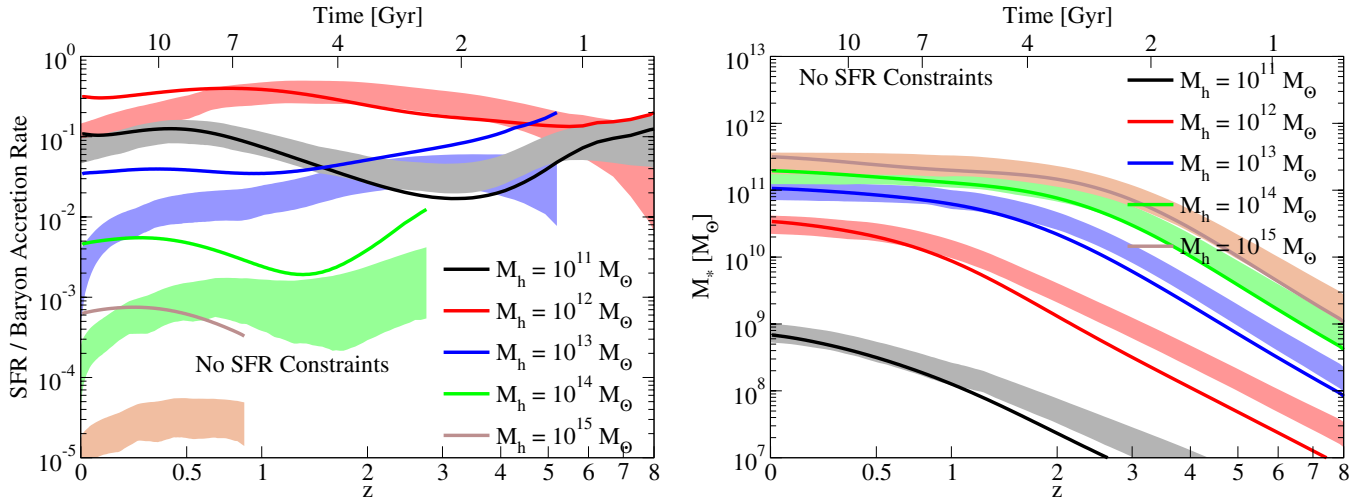 Time [Gyr]
10 7 4 2 1
10^0
10^-1
10^-2
10^-3
10^-4
10^-5
SFR / Baryon Accretion Rate
No SFR Constraints
M_h = 10^11 M_⊙
M_h = 10^12 M_⊙
M_h = 10^13 M_⊙
M_h = 10^14 M_⊙
M_h = 10^15 M_⊙
0 0.5 1 2 3 4 5 6 7 8
z
Time [Gyr]
10 7 4 2 1
10^13
10^12
10^11
10^10
10^9
10^8
10^7
M_* [M_⊙]
No SFR Constraints
M_h = 10^11 M_⊙
M_h = 10^12 M_⊙
M_h = 10^13 M_⊙
M_h = 10^14 M_⊙
M_h = 10^15 M_⊙
0 0.5 1 2 3 4 5 6 7 8
z